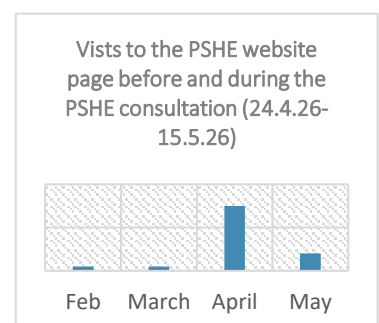 Vists to the PSHE website
page before and during the
PSHE consultation (24.4.26-
15.5.26)
Feb March April May